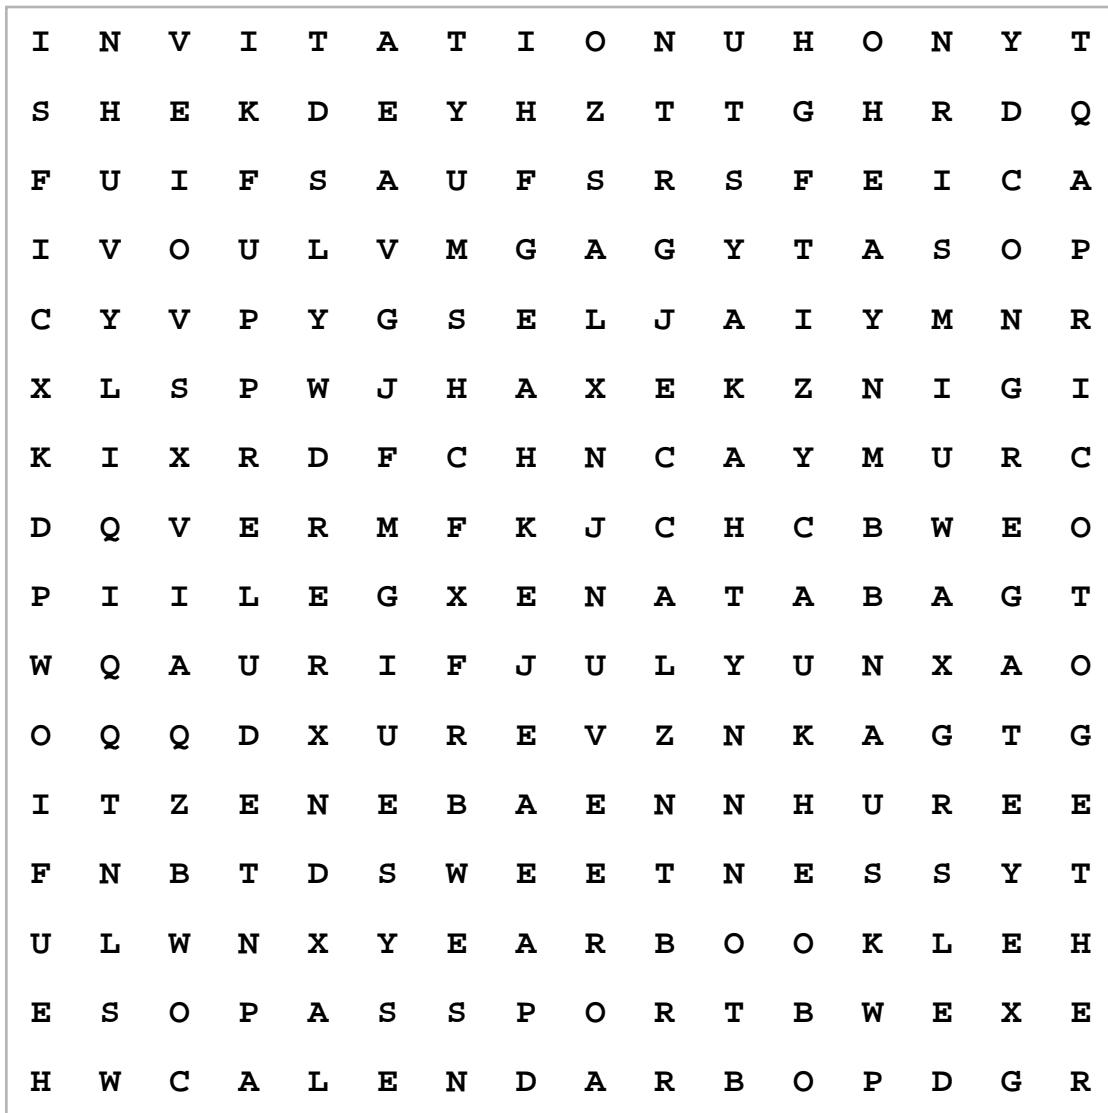 I N V I T A T I O N U H O N Y T
S H E K D E Y H Z T T G H R D Q
F U I F S A U F S R S F E I C A
I V O U L V M G A G Y T A S O P
C Y V P Y G S E L J A I Y M N R
X L S P W J H A X E K Z N I G I
K I X R D F C H N C A Y M U R C
D Q V E R M F K J C H C B W E O
P I I L E G X E N A T A B A G T
W Q A U R I F J U L Y U N X A O
O Q Q D X U R E V Z N K A G T G
I T Z E N E B A E N N H U R E E
F N B T D S W E E T N E S S Y T
U L W N X Y E A R B O O K L E H
E S O P A S S P O R T B W E X E
H W C A L E N D A R B O P D G R